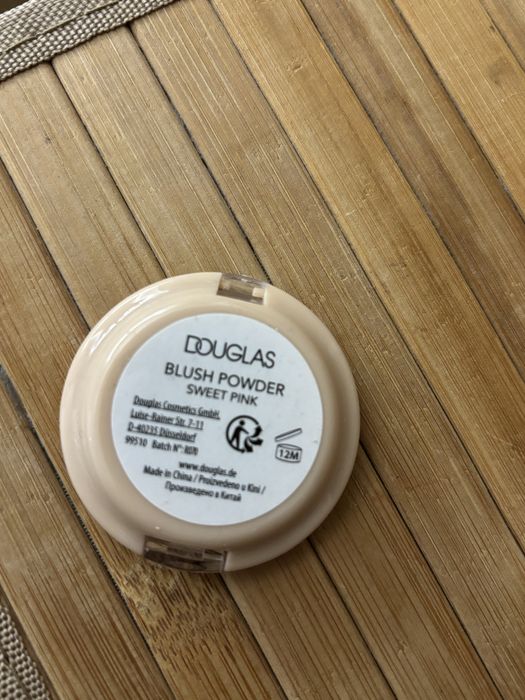 DOUGLAS
BLUSH POWDER
SWEET PINK
Douglas Cosmetics GmbH
Luise-Rainer Str. 7-11
D-40235 Düsseldorf
99510 Batch N°: R07R
12M
www.douglas.de
Made in China / Proizvedeno u Kini /
Произведено в Китай